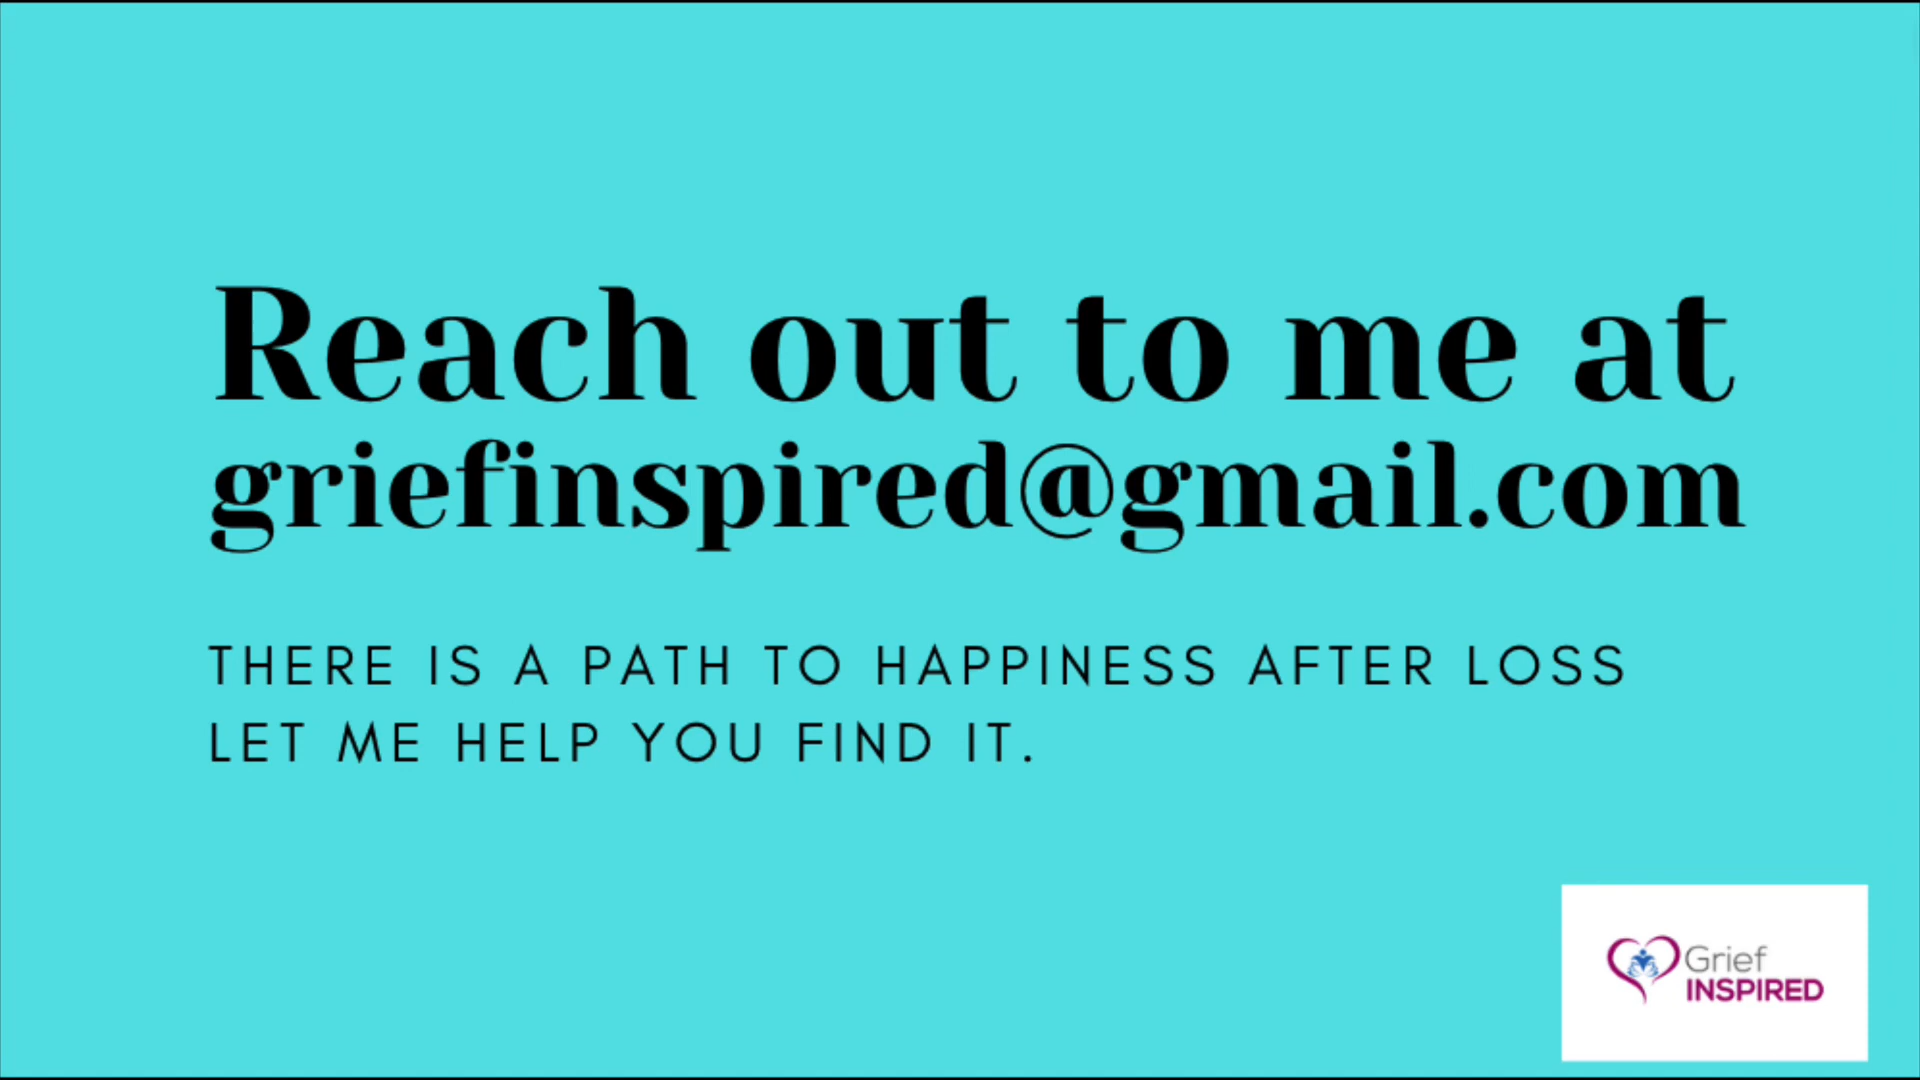 Reach out to me at
griefinspired@gmail.com
THERE IS A PATH TO HAPPINESS AFTER LOSS
LET ME HELP YOU FIND IT.
Grief
INSPIRED